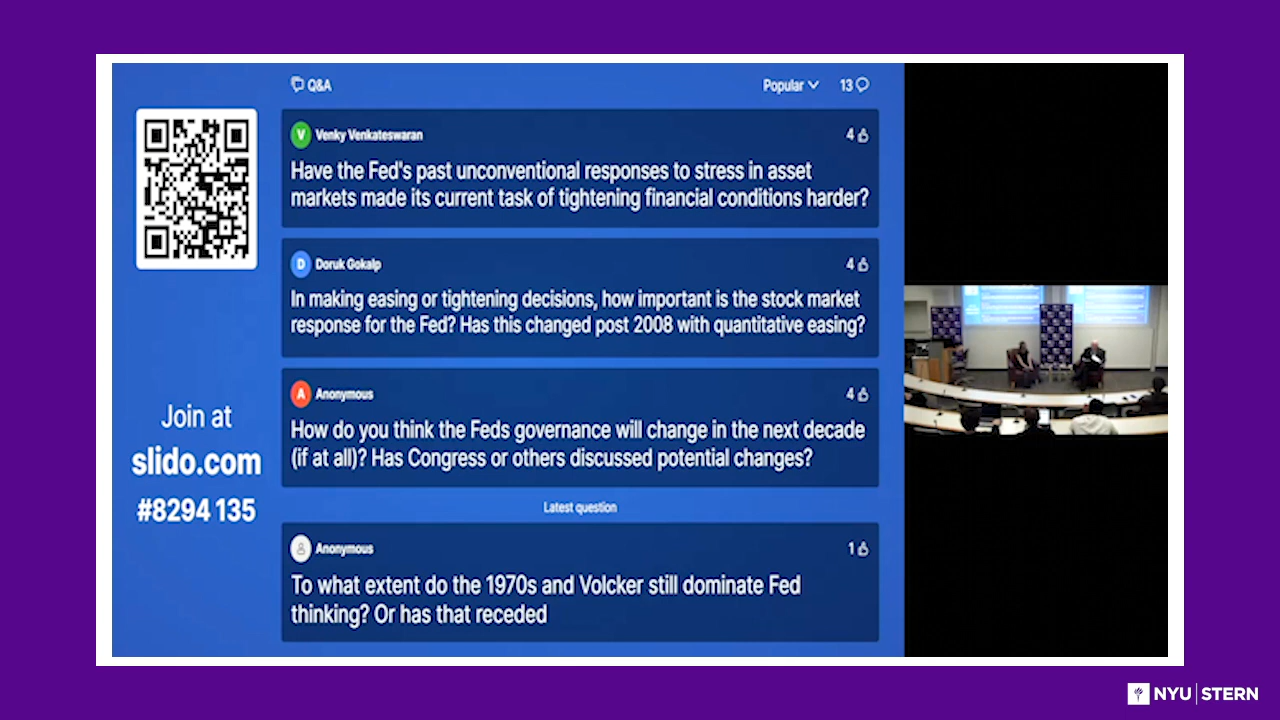 Q&A
Popular
13
V
Venky Venkateswaran
4
Have the Fed's past unconventional responses to stress in asset
markets made its current task of tightening financial conditions harder?
D
Doruk Gokalp
4
In making easing or tightening decisions, how important is the stock market
response for the Fed? Has this changed post 2008 with quantitative easing?
A
Anonymous
4
How do you think the Feds governance will change in the next decade
(if at all)? Has Congress or others discussed potential changes?
Latest question
Anonymous
1
To what extent do the 1970s and Volcker still dominate Fed
thinking? Or has that receded
Join at
slido.com
#8294 135
NYU | STERN